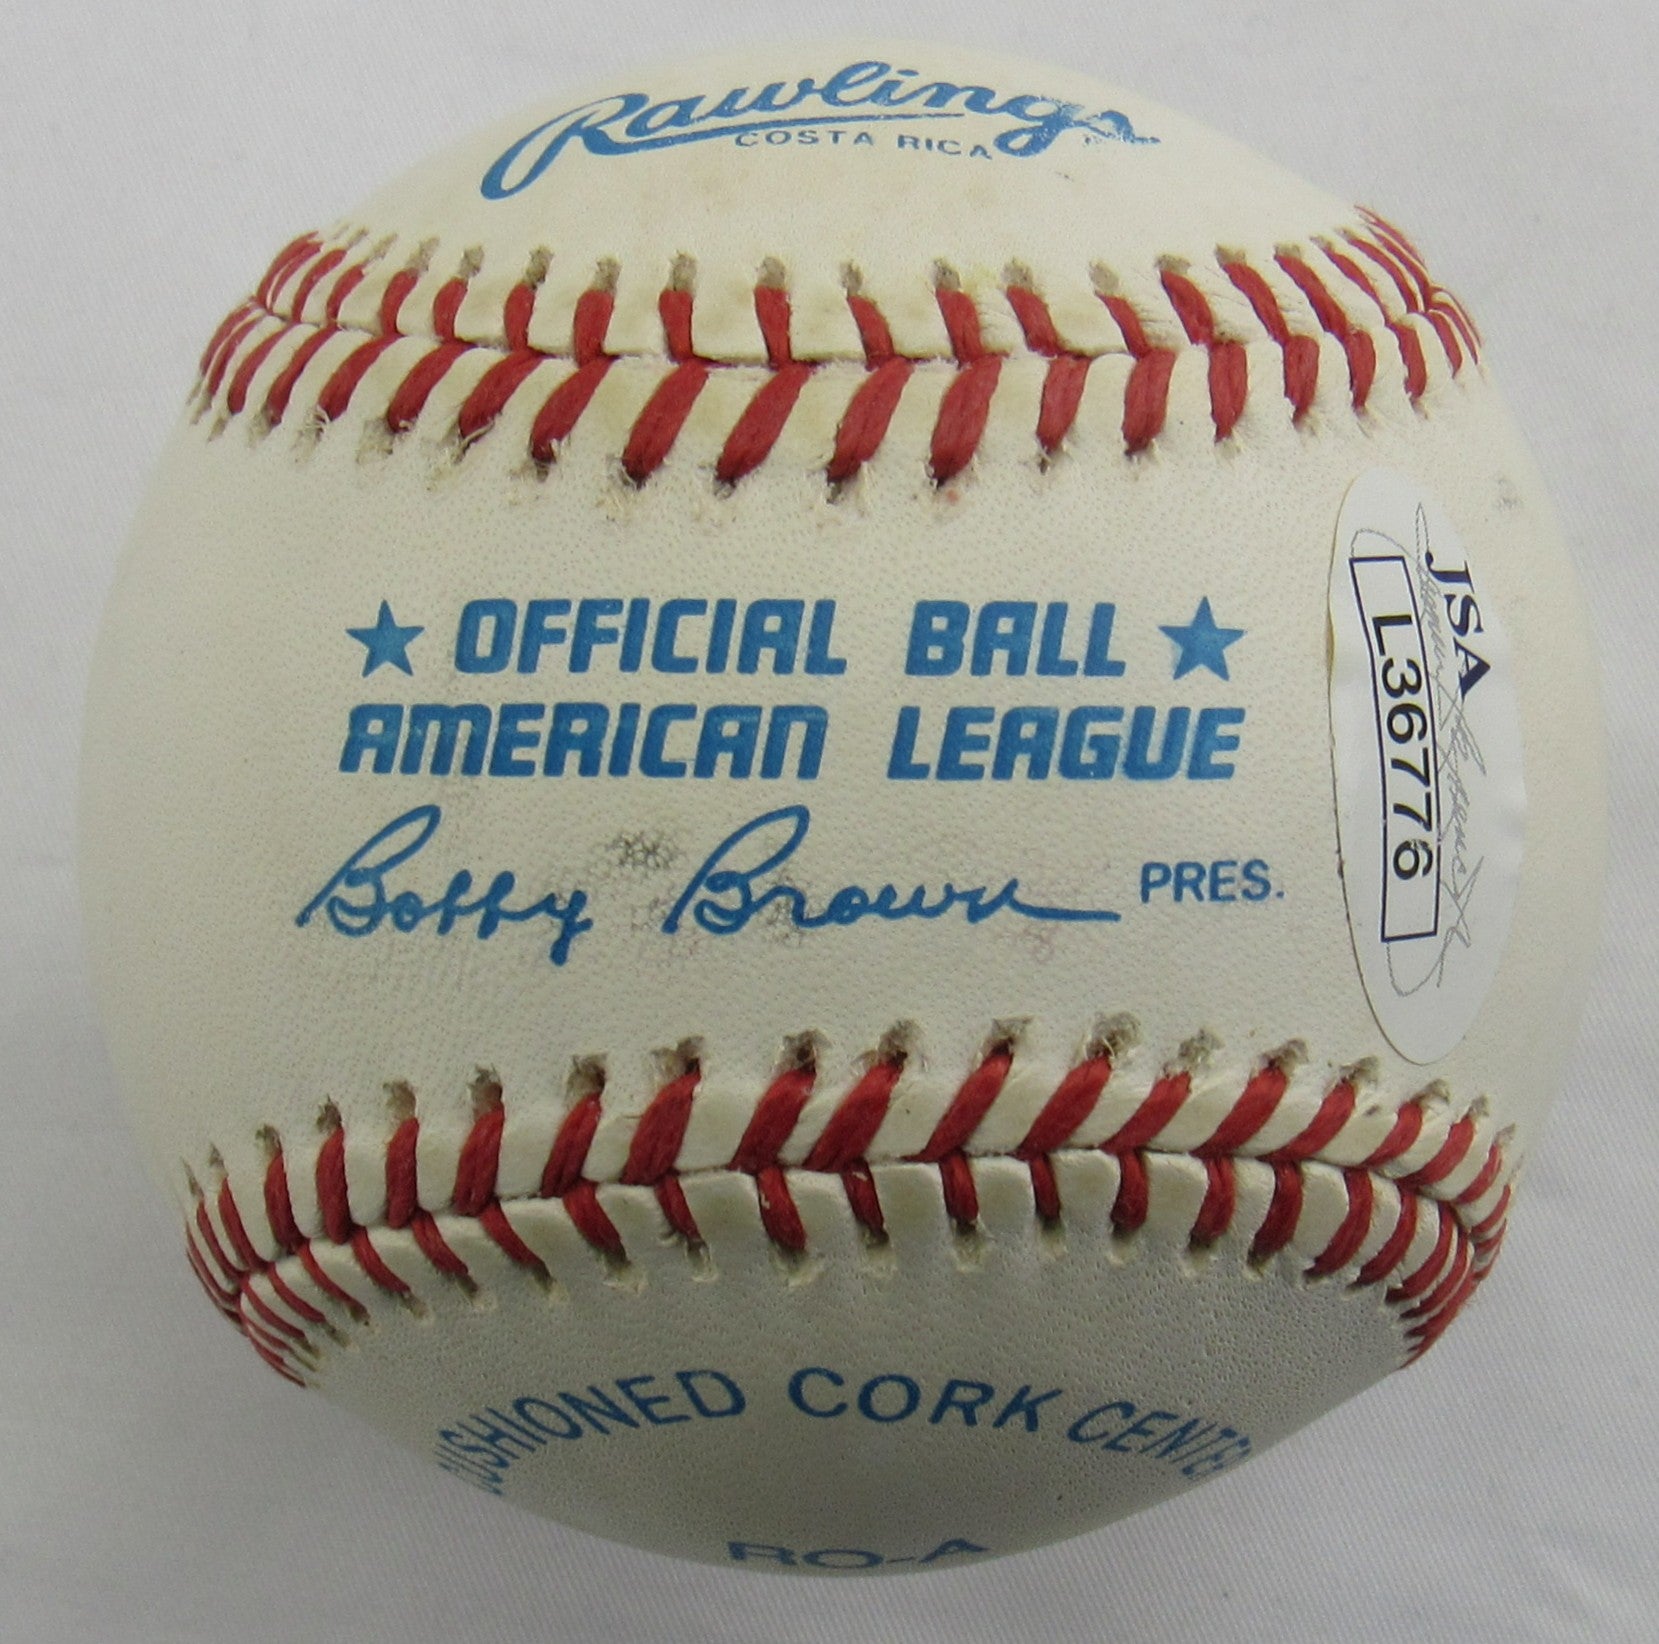 Rawlings
COSTA RICA
★ OFFICIAL BALL ★
AMERICAN LEAGUE
Bobby Brown PRES.
JSA
L36776
CUSHIONED CORK CENTER
RO-A